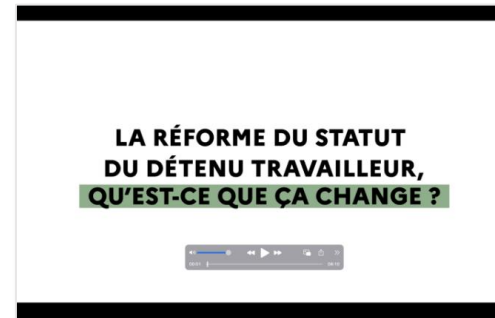 LA RÉFORME DU STATUT
DU DÉTENU TRAVAILLEUR,
QU'EST-CE QUE ÇA CHANGE ?